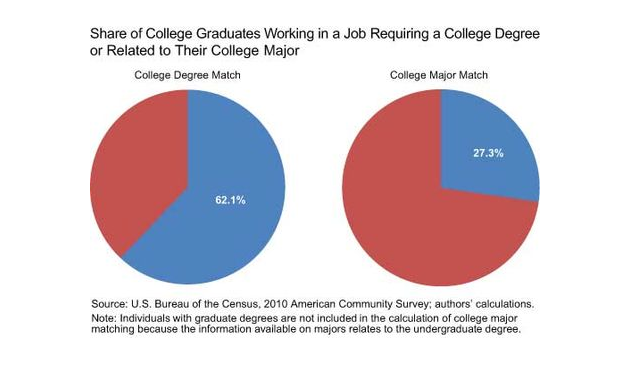 Share of College Graduates Working in a Job Requiring a College Degree
or Related to Their College Major
College Degree Match
College Major Match
62.1%
27.3%
Source: U.S. Bureau of the Census, 2010 American Community Survey; authors' calculations.
Note: Individuals with graduate degrees are not included in the calculation of college major
matching because the information available on majors relates to the undergraduate degree.